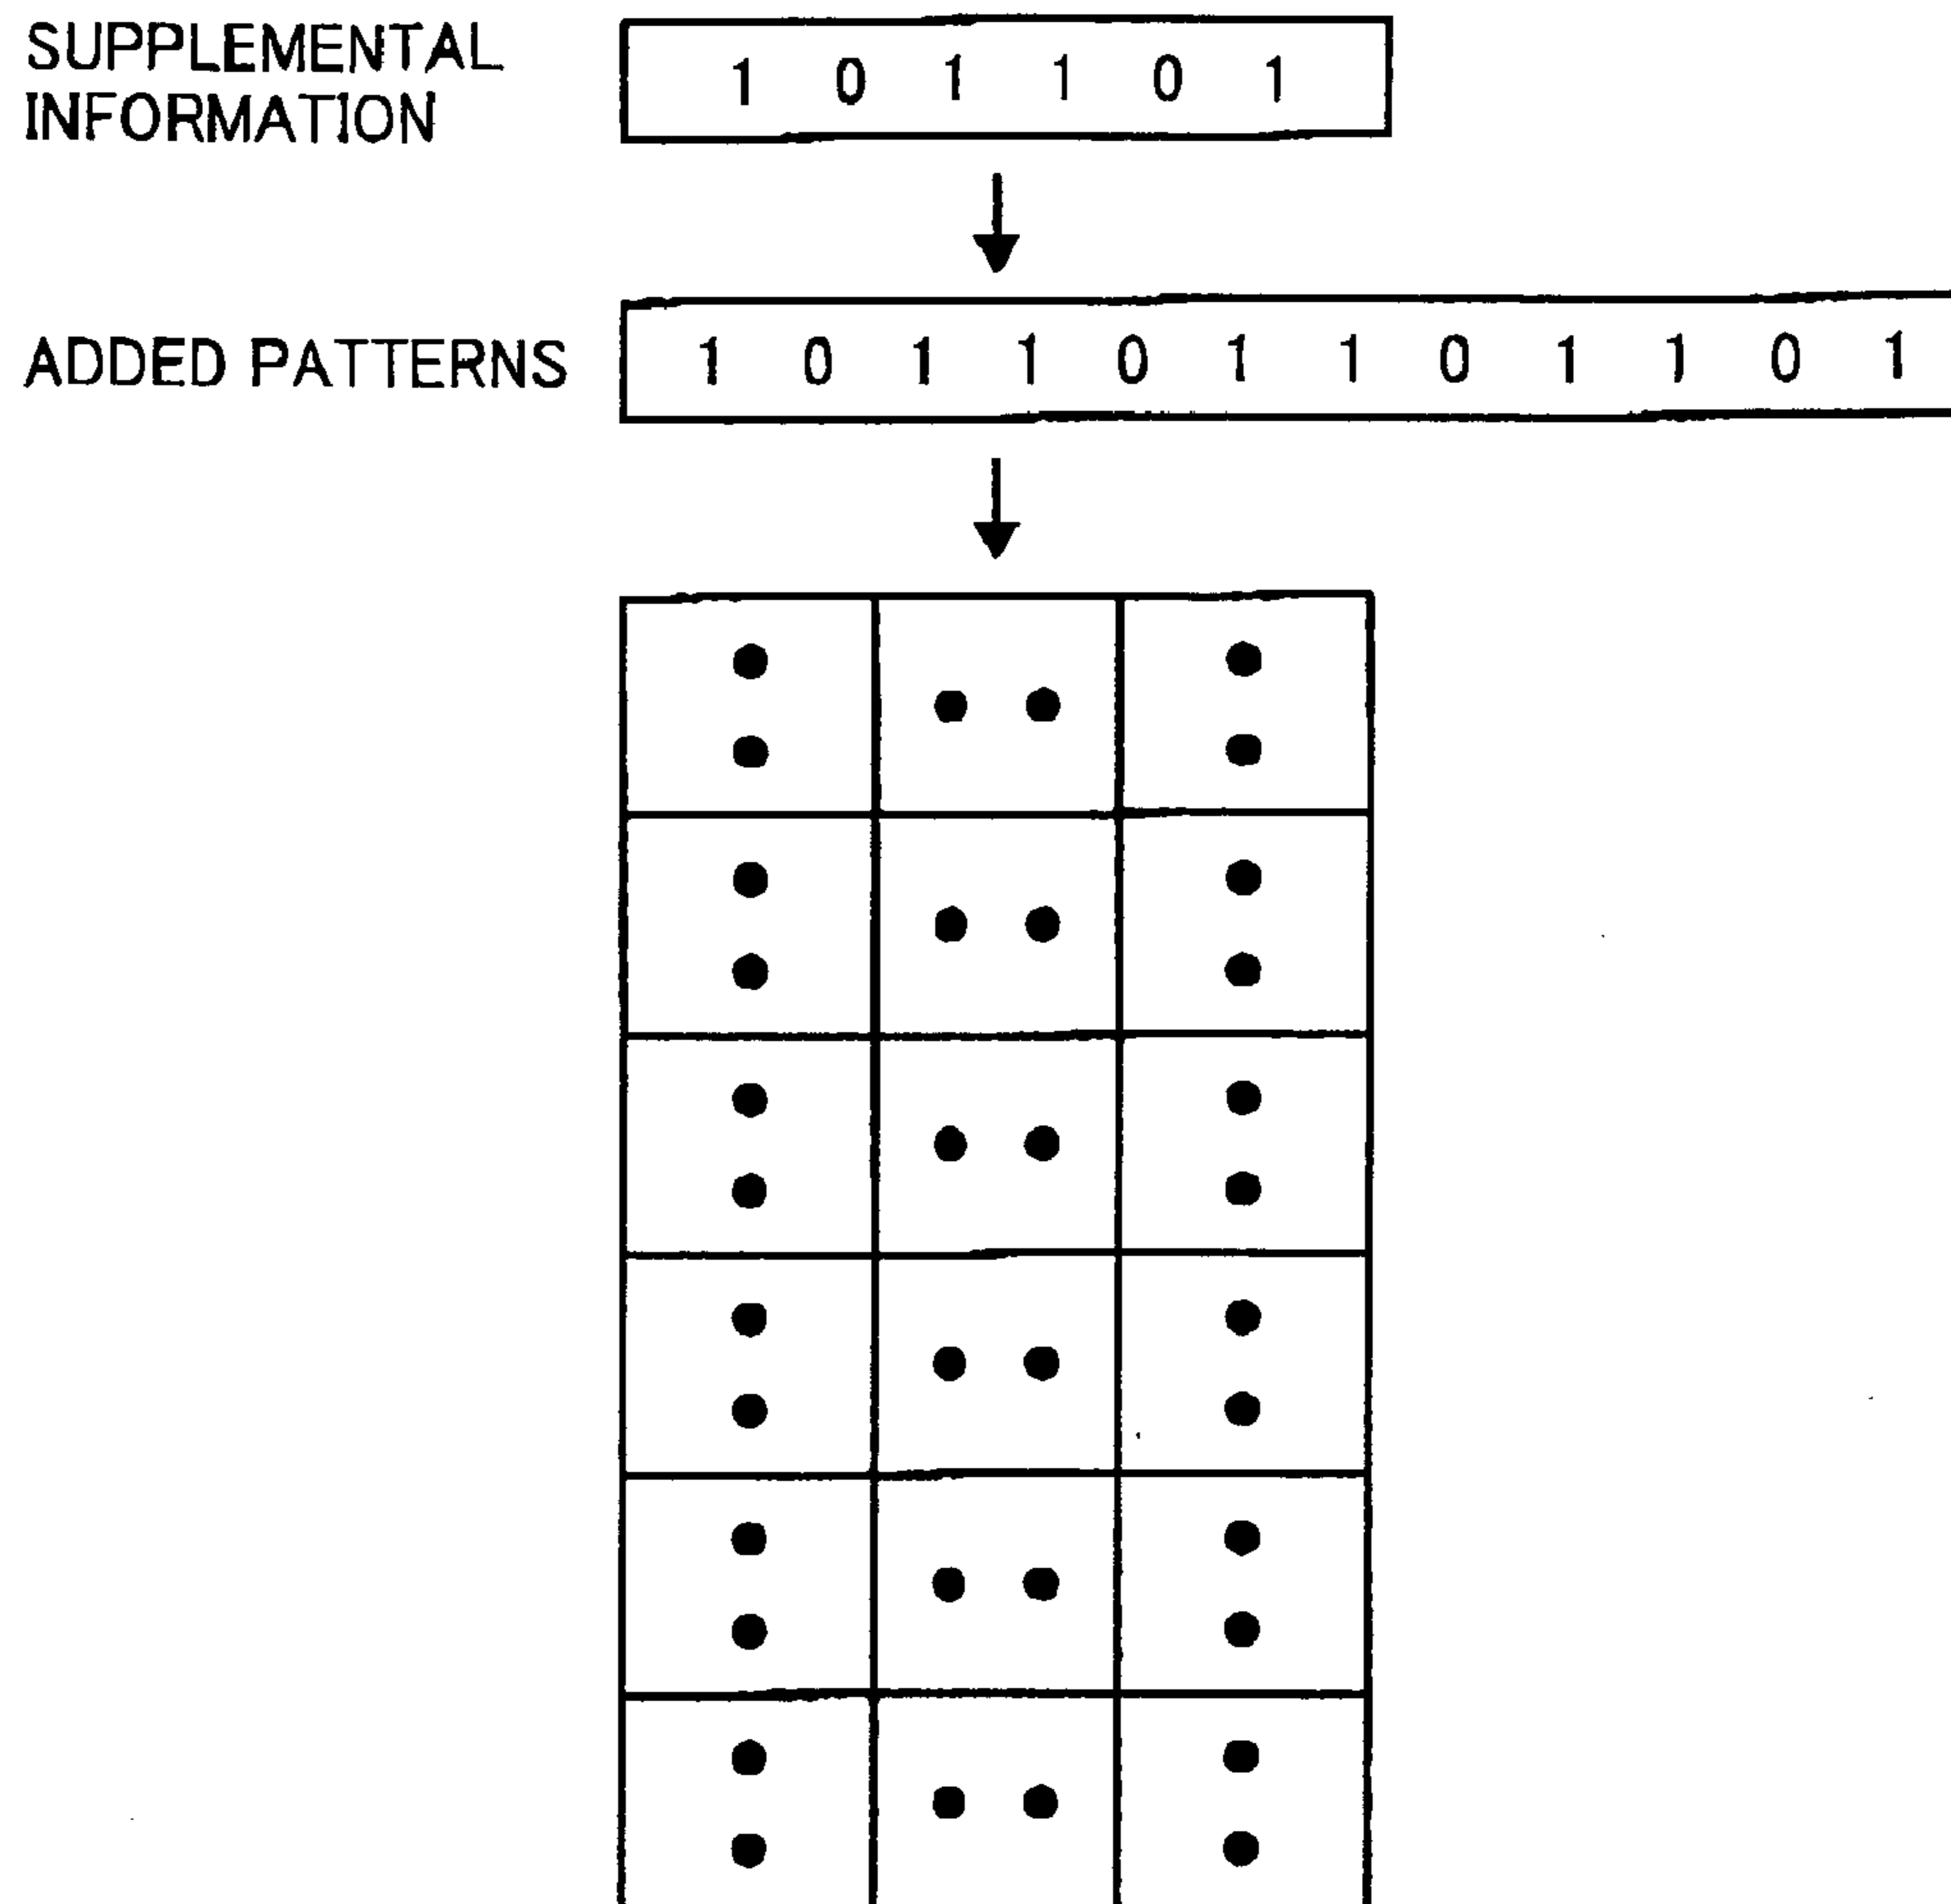 SUPPLEMENTAL
INFORMATION
1 0 1 1 0 1
ADDED PATTERNS
1 0 1 1 0 1 1 0 1 1 0 1